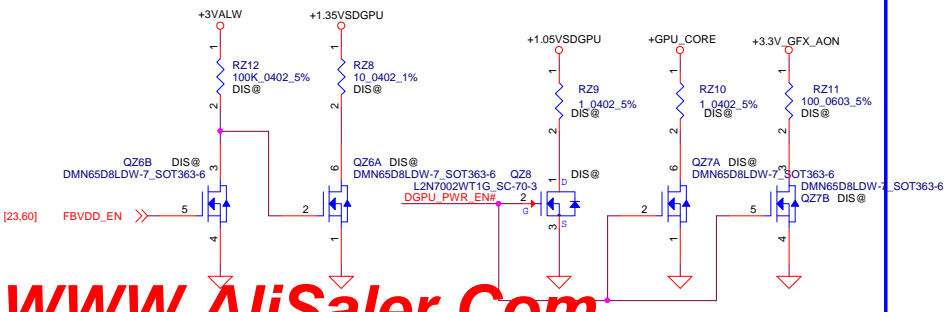 +3VALW
+1.35VSDGPU
+1.05VSDGPU
+GPU_CORE
+3.3V_GFX_AON
1
RZ12
100K_0402_5%
DIS@
2
1
RZ8
10_0402_1%
DIS@
2
1
RZ9
1_0402_5%
DIS@
2
1
RZ10
1_0402_5%
DIS@
2
1
RZ11
100_0603_5%
DIS@
2
QZ6B DIS@
DMN65D8LDW-7_SOT363-6
3
5
4
[23,60] FBVDD_EN
QZ6A DIS@
DMN65D8LDW-7_SOT363-6
6
2
1
QZ8 DIS@
L2N7002WT1G_SC-70-3
DGPU_PWR_EN#
1
D
2
G
3
S
QZ7A DIS@
DMN65D8LDW-7_SOT363-6
6
2
1
DMN65D8LDW-7_SOT363-6
QZ7B DIS@
3
5
4
WWW.AliSaler.Com